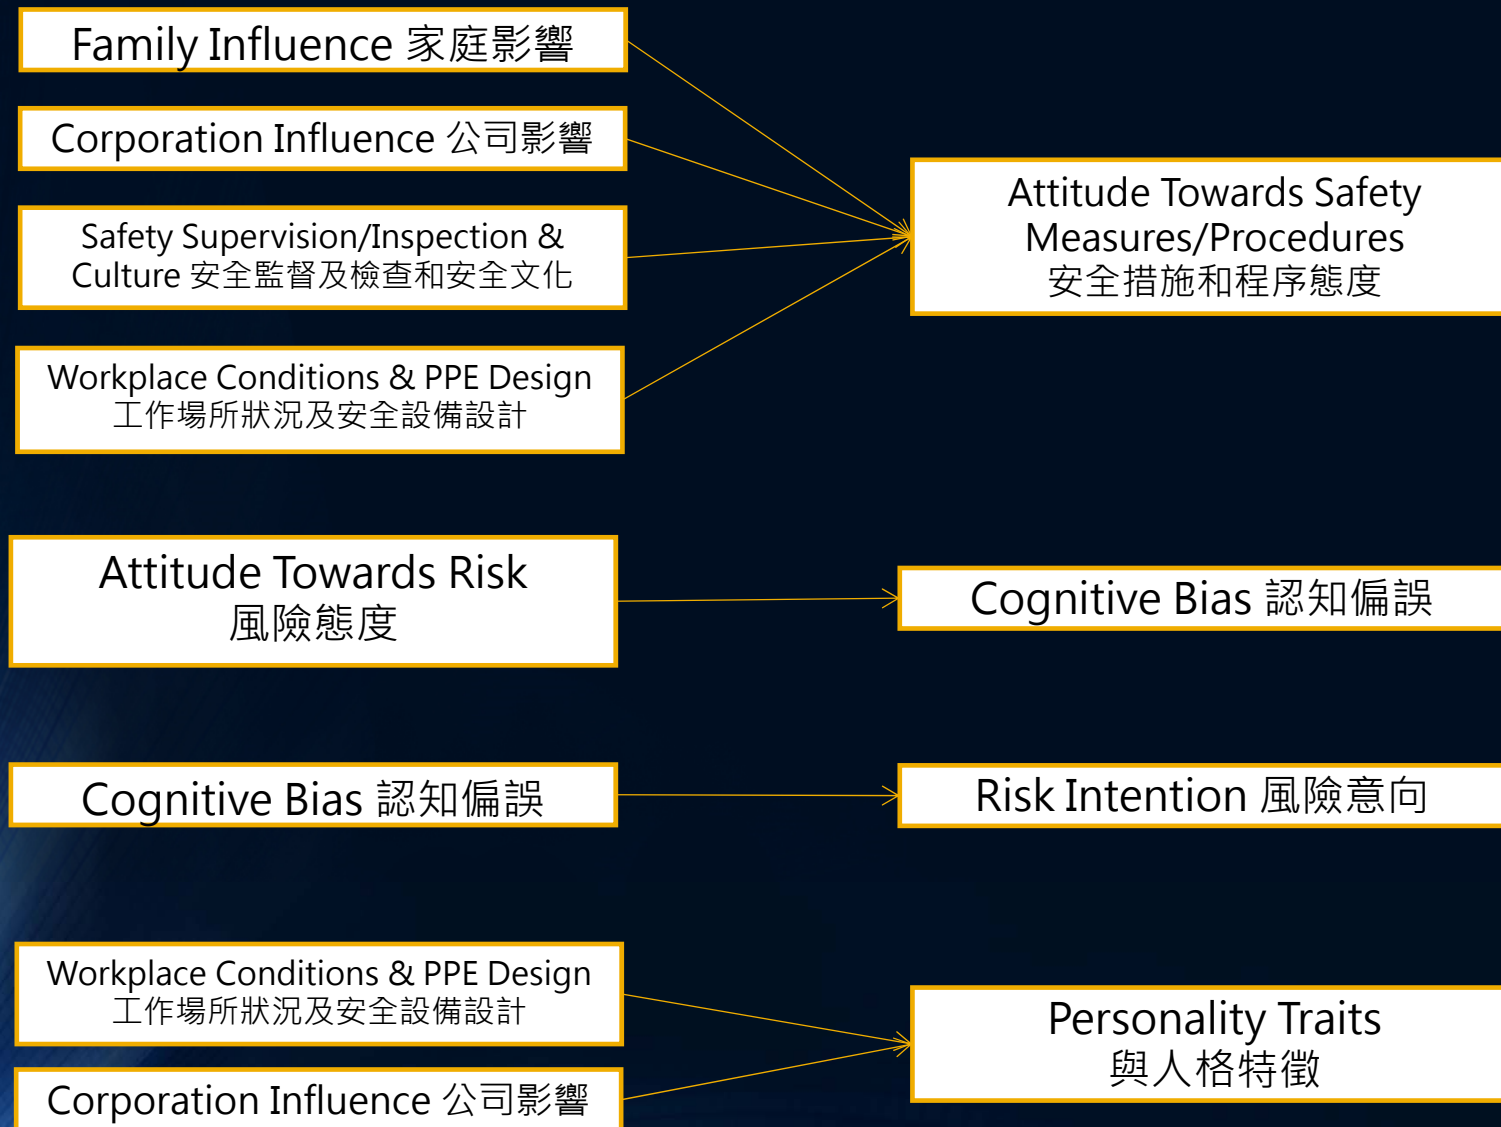 Family Influence 家庭影響
Corporation Influence 公司影響
Safety Supervision/Inspection &
Culture 安全監督及檢查和安全文化
Workplace Conditions & PPE Design
工作場所狀況及安全設備設計
Attitude Towards Safety
Measures/Procedures
安全措施和程序態度
Attitude Towards Risk
風險態度
Cognitive Bias 認知偏誤
Cognitive Bias 認知偏誤
Risk Intention 風險意向
Workplace Conditions & PPE Design
工作場所狀況及安全設備設計
Corporation Influence 公司影響
Personality Traits
與人格特徵